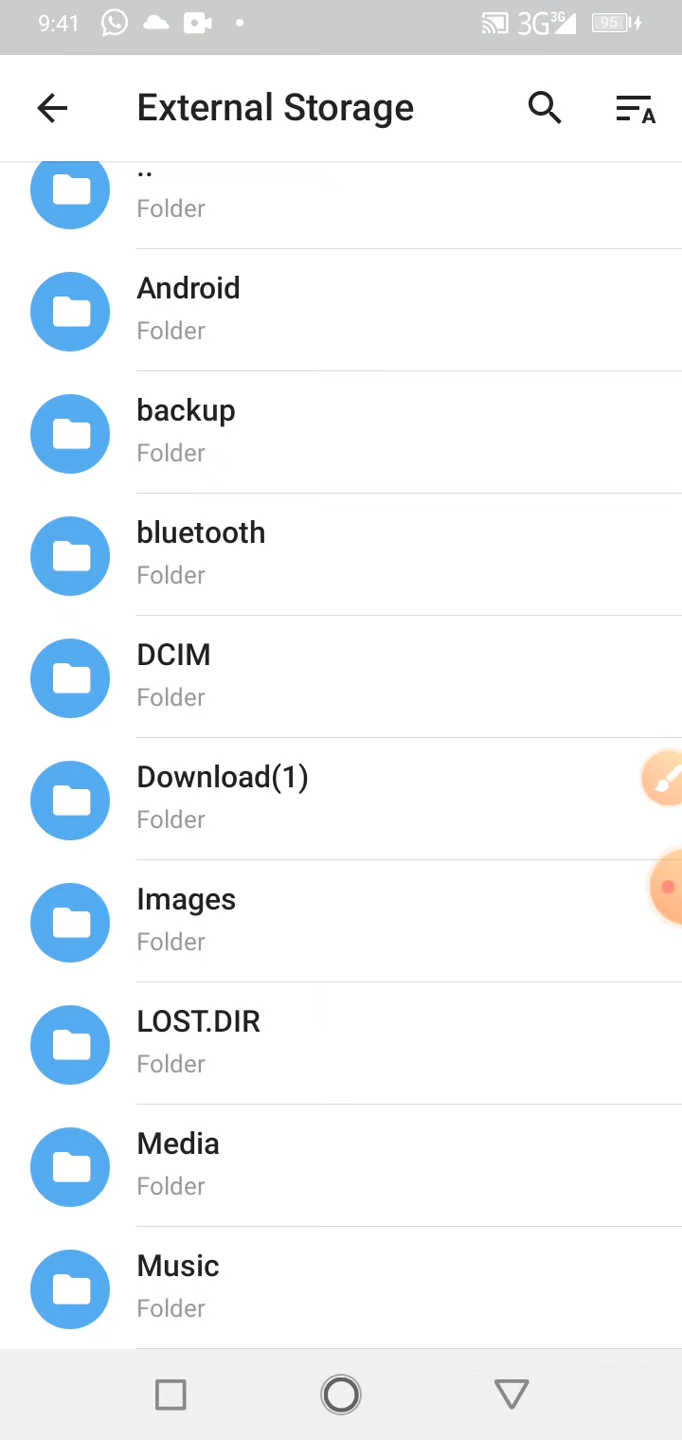 9:41 3G 3G 95
External Storage A
..
Folder
Android
Folder
backup
Folder
bluetooth
Folder
DCIM
Folder
Download(1)
Folder
Images
Folder
LOST.DIR
Folder
Media
Folder
Music
Folder